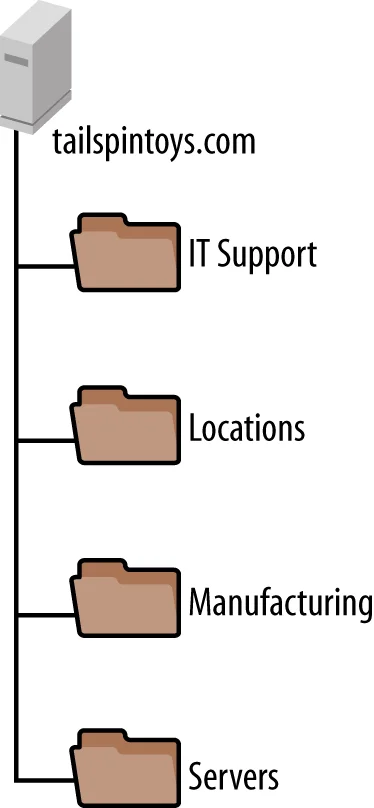 tailspintoys.com
IT Support
Locations
Manufacturing
Servers